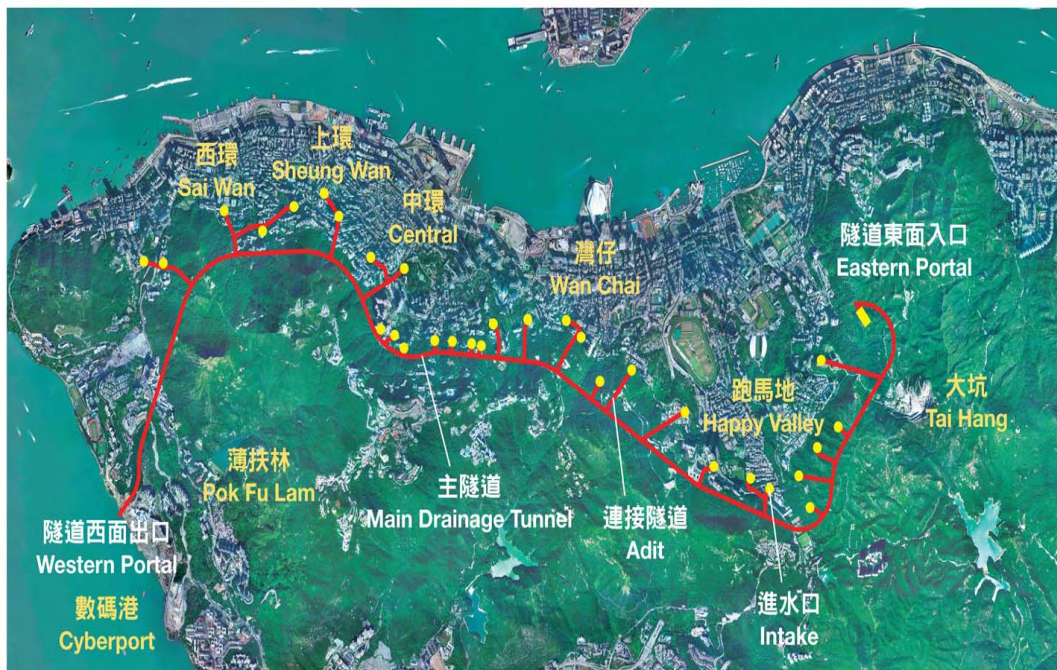 西環
Sai Wan
上環
Sheung Wan
中環
Central
灣仔
Wan Chai
隧道東面入口
Eastern Portal
跑馬地
Happy Valley
大坑
Tai Hang
薄扶林
Pok Fu Lam
主隧道
Main Drainage Tunnel
連接隧道
Adit
隧道西面出口
Western Portal
進水口
Intake
數碼港
Cyberport